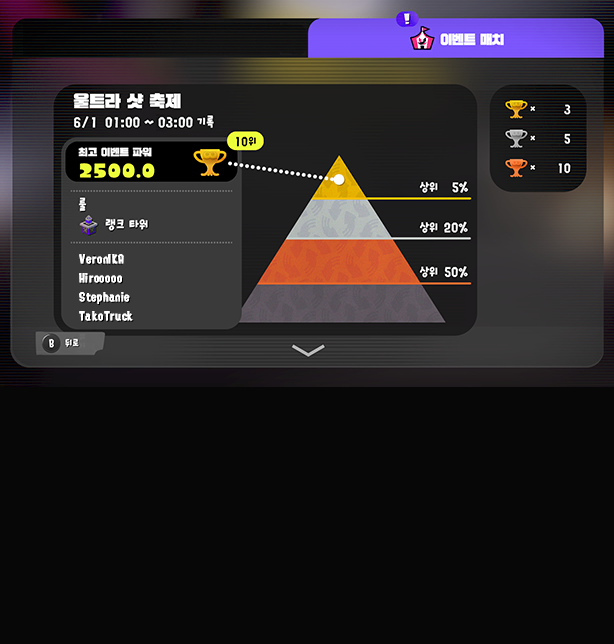 !
이벤트 매치
울트라 샷 축제
6/1 01:00 ~ 03:00 기록
10위
최고 이벤트 파워
2500.0
룰
랭크 타워
VeronIKA
Hirooooo
Stephanie
TakoTruck
상위 5%
상위 20%
상위 50%
× 3
× 5
× 10
B 뒤로